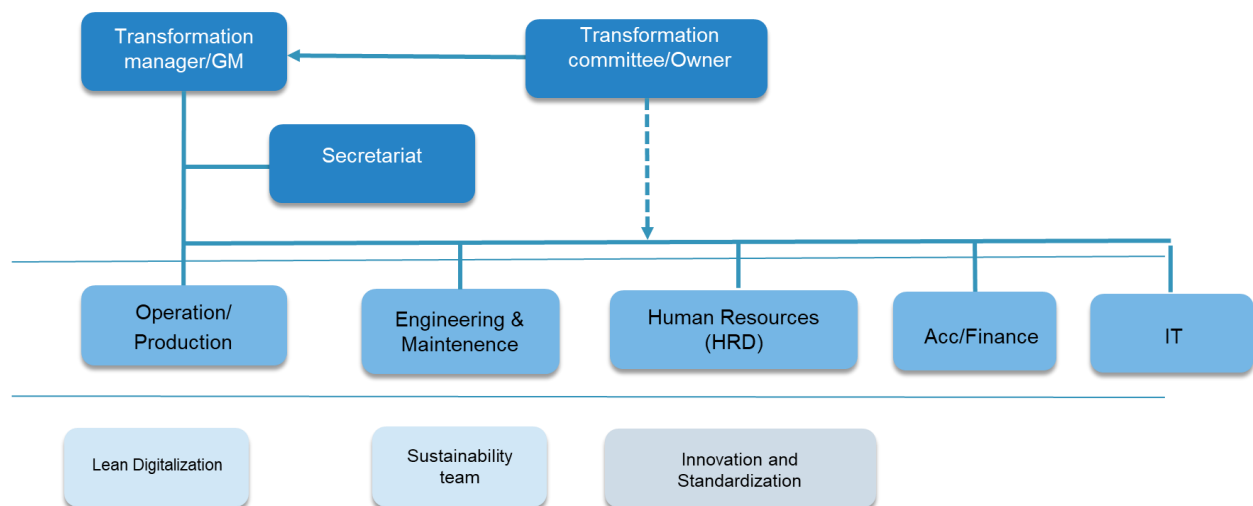 Transformation
manager/GM
Transformation
committee/Owner
Secretariat
Operation/
Production
Engineering &
Maintenence
Human Resources
(HRD)
Acc/Finance
IT
Lean Digitalization
Sustainability
team
Innovation and
Standardization